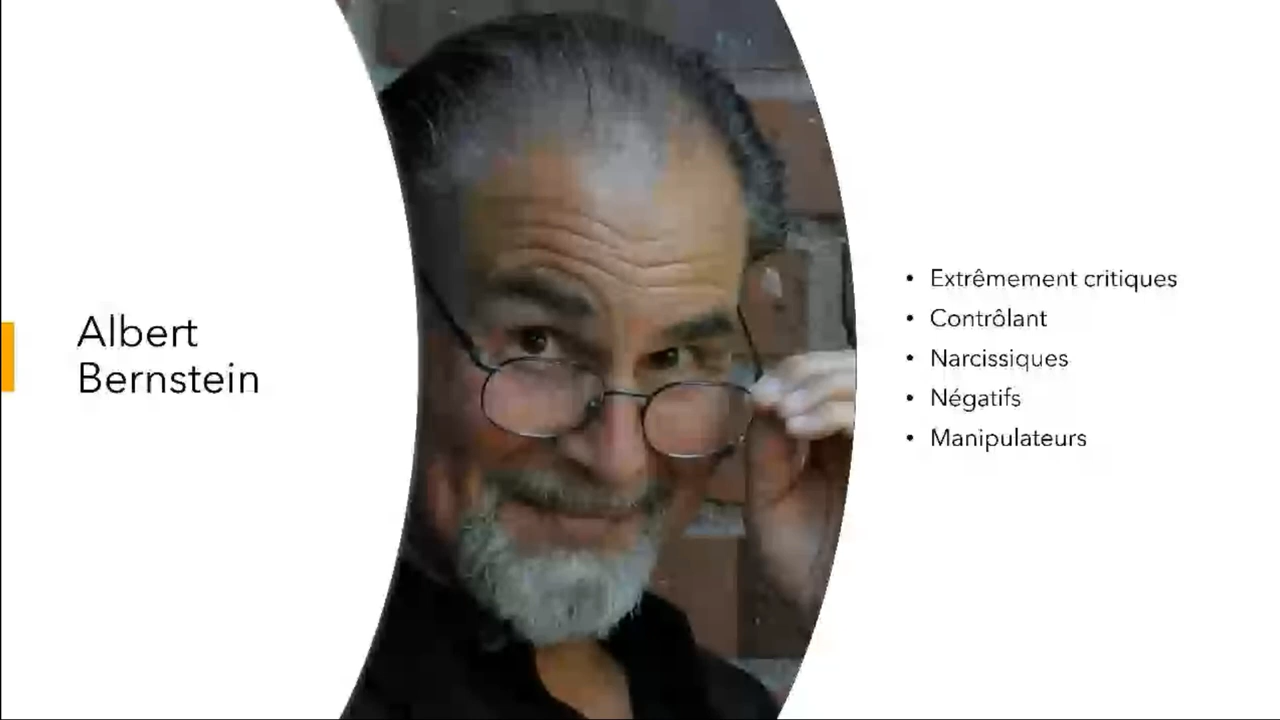 Albert
Bernstein
• Extrêmement critiques
• Contrôlant
• Narcissiques
• Négatifs
• Manipulateurs